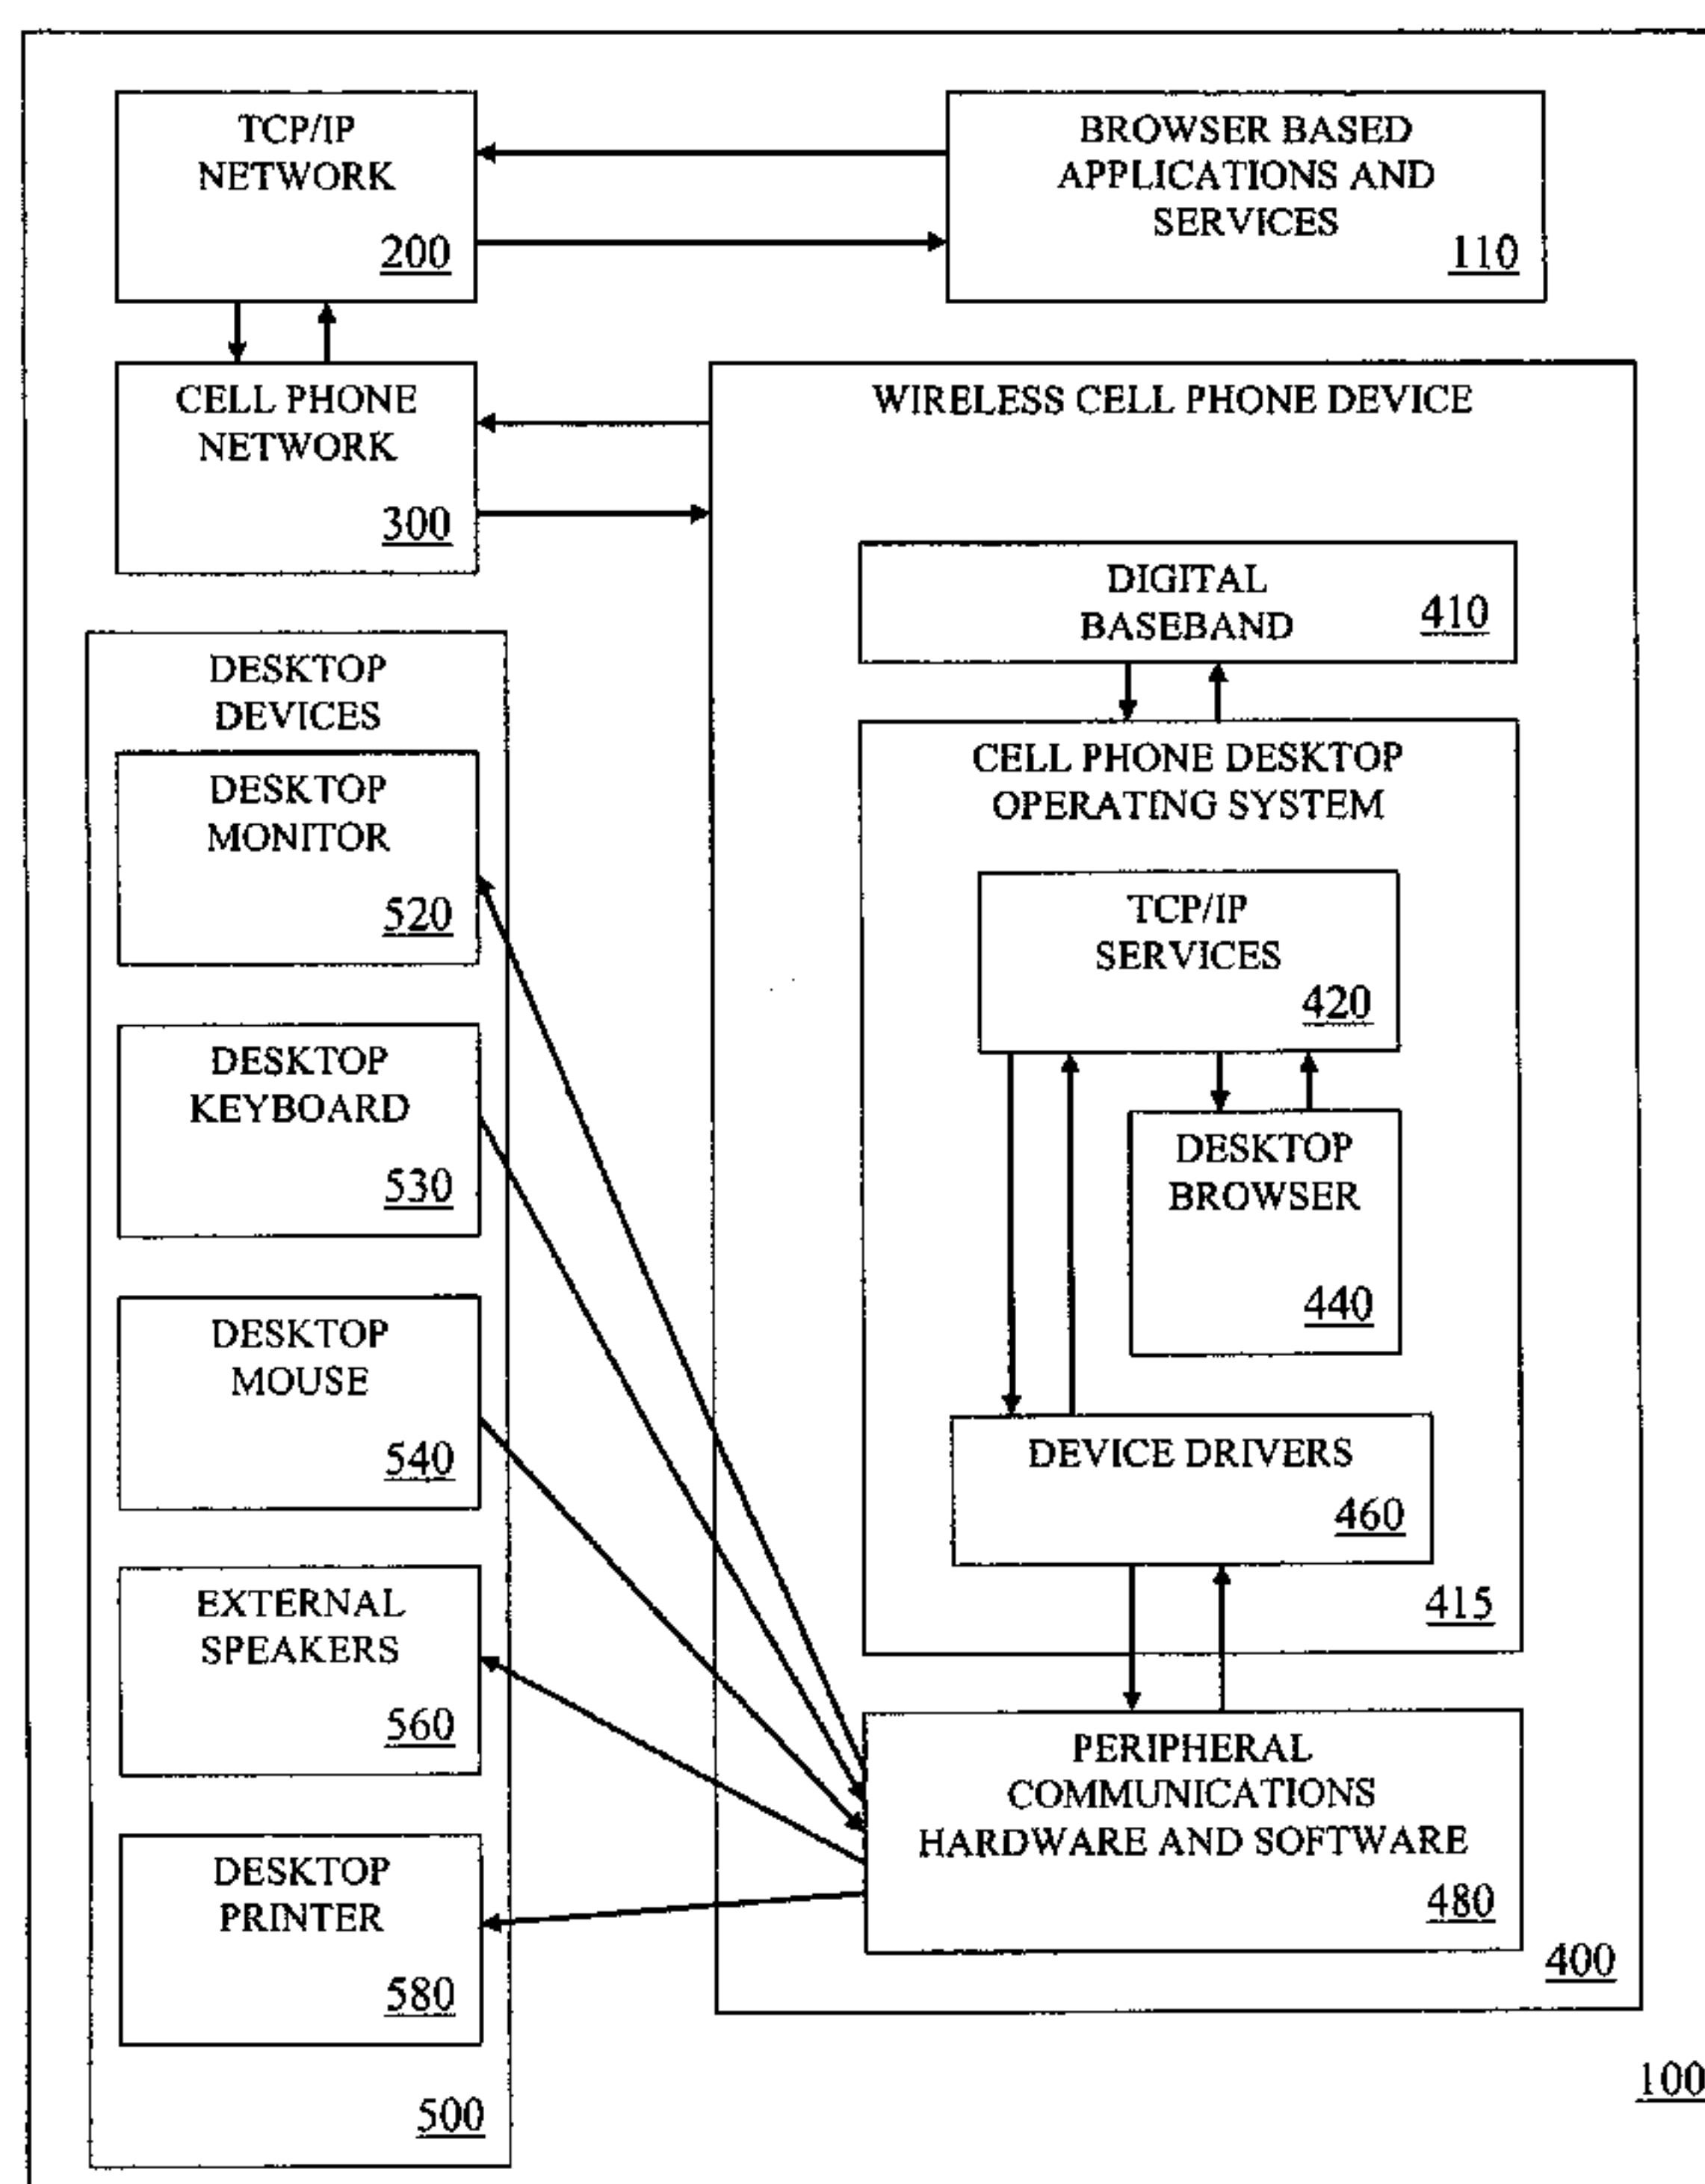 TCP/IP
NETWORK
200
BROWSER BASED
APPLICATIONS AND
SERVICES
110
CELL PHONE
NETWORK
300
WIRELESS CELL PHONE DEVICE
DIGITAL
BASEBAND
410
CELL PHONE DESKTOP
OPERATING SYSTEM
TCP/IP
SERVICES
420
DESKTOP
BROWSER
440
DEVICE DRIVERS
460
415
PERIPHERAL
COMMUNICATIONS
HARDWARE AND SOFTWARE
480
400
DESKTOP
DEVICES
DESKTOP
MONITOR
520
DESKTOP
KEYBOARD
530
DESKTOP
MOUSE
540
EXTERNAL
SPEAKERS
560
DESKTOP
PRINTER
580
500
100